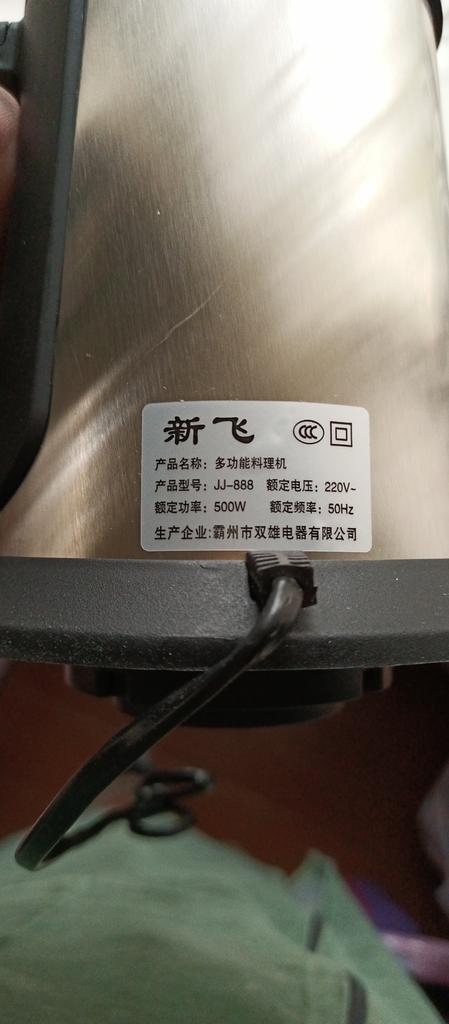 新飞 CCC
产品名称：多功能料理机
产品型号：JJ-888 额定电压：220V~
额定功率：500W 额定频率：50Hz
生产企业:霸州市双雄电器有限公司